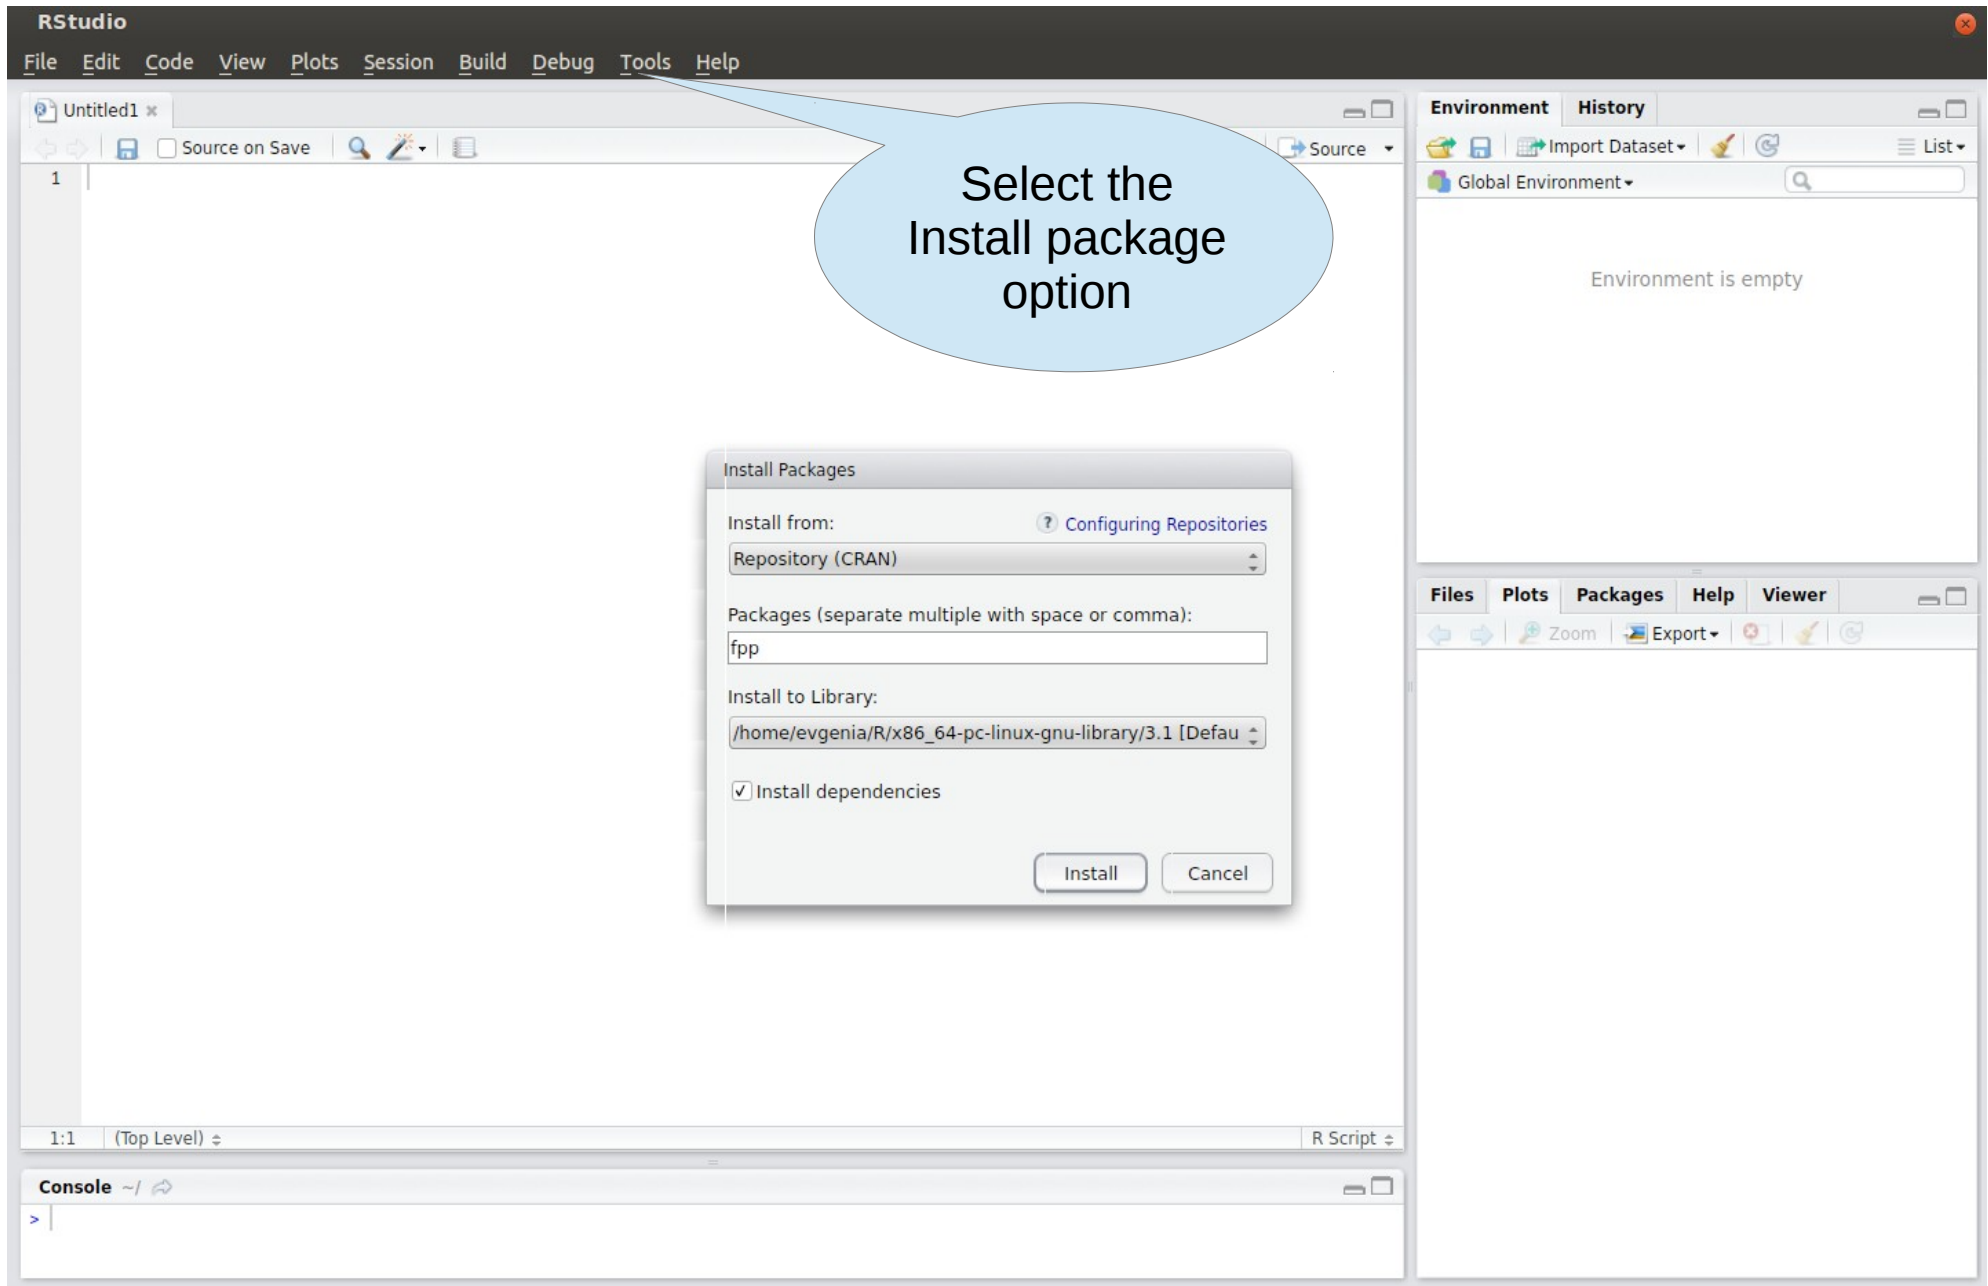 RStudio
File Edit Code View Plots Session Build Debug Tools Help
Untitled1
Source on Save
Source
1
Select the
Install package
option
Environment History
Import Dataset
List
Global Environment
Environment is empty
Install Packages
Install from:
? Configuring Repositories
Repository (CRAN)
Packages (separate multiple with space or comma):
fpp
Install to Library:
/home/evgenia/R/x86_64-pc-linux-gnu-library/3.1 [Defau
Install dependencies
Install Cancel
Files Plots Packages Help Viewer
Zoom Export
1:1 (Top Level)
R Script
Console ~/
>